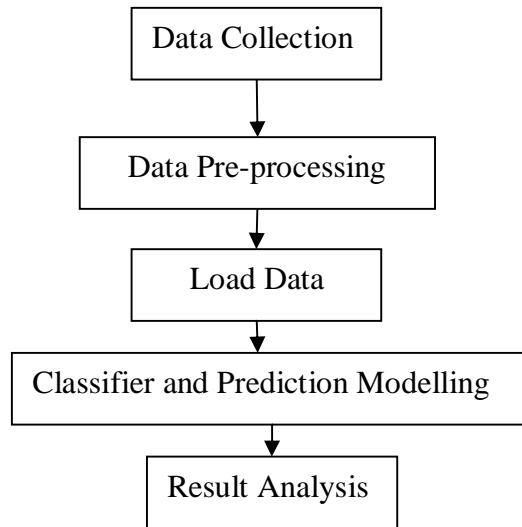 Data Collection
Data Pre-processing
Load Data
Classifier and Prediction Modelling
Result Analysis